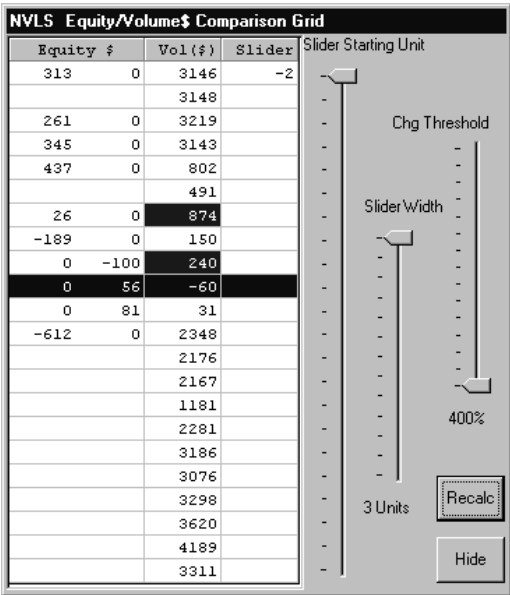 NVLS Equity/Volume$ Comparison Grid
Equity $ Vol($) Slider Slider Starting Unit
313 0 3146 -2
3148
261 0 3219 Chg Threshold
345 0 3143
437 0 802
491
26 0 874 Slider Width
-189 0 150
0 -100 240
0 56 -60
0 81 31
-612 0 2348
2176
2167
1181 400%
2281
3186
3076
3298 3 Units Recalc
3620
4189 Hide
3311